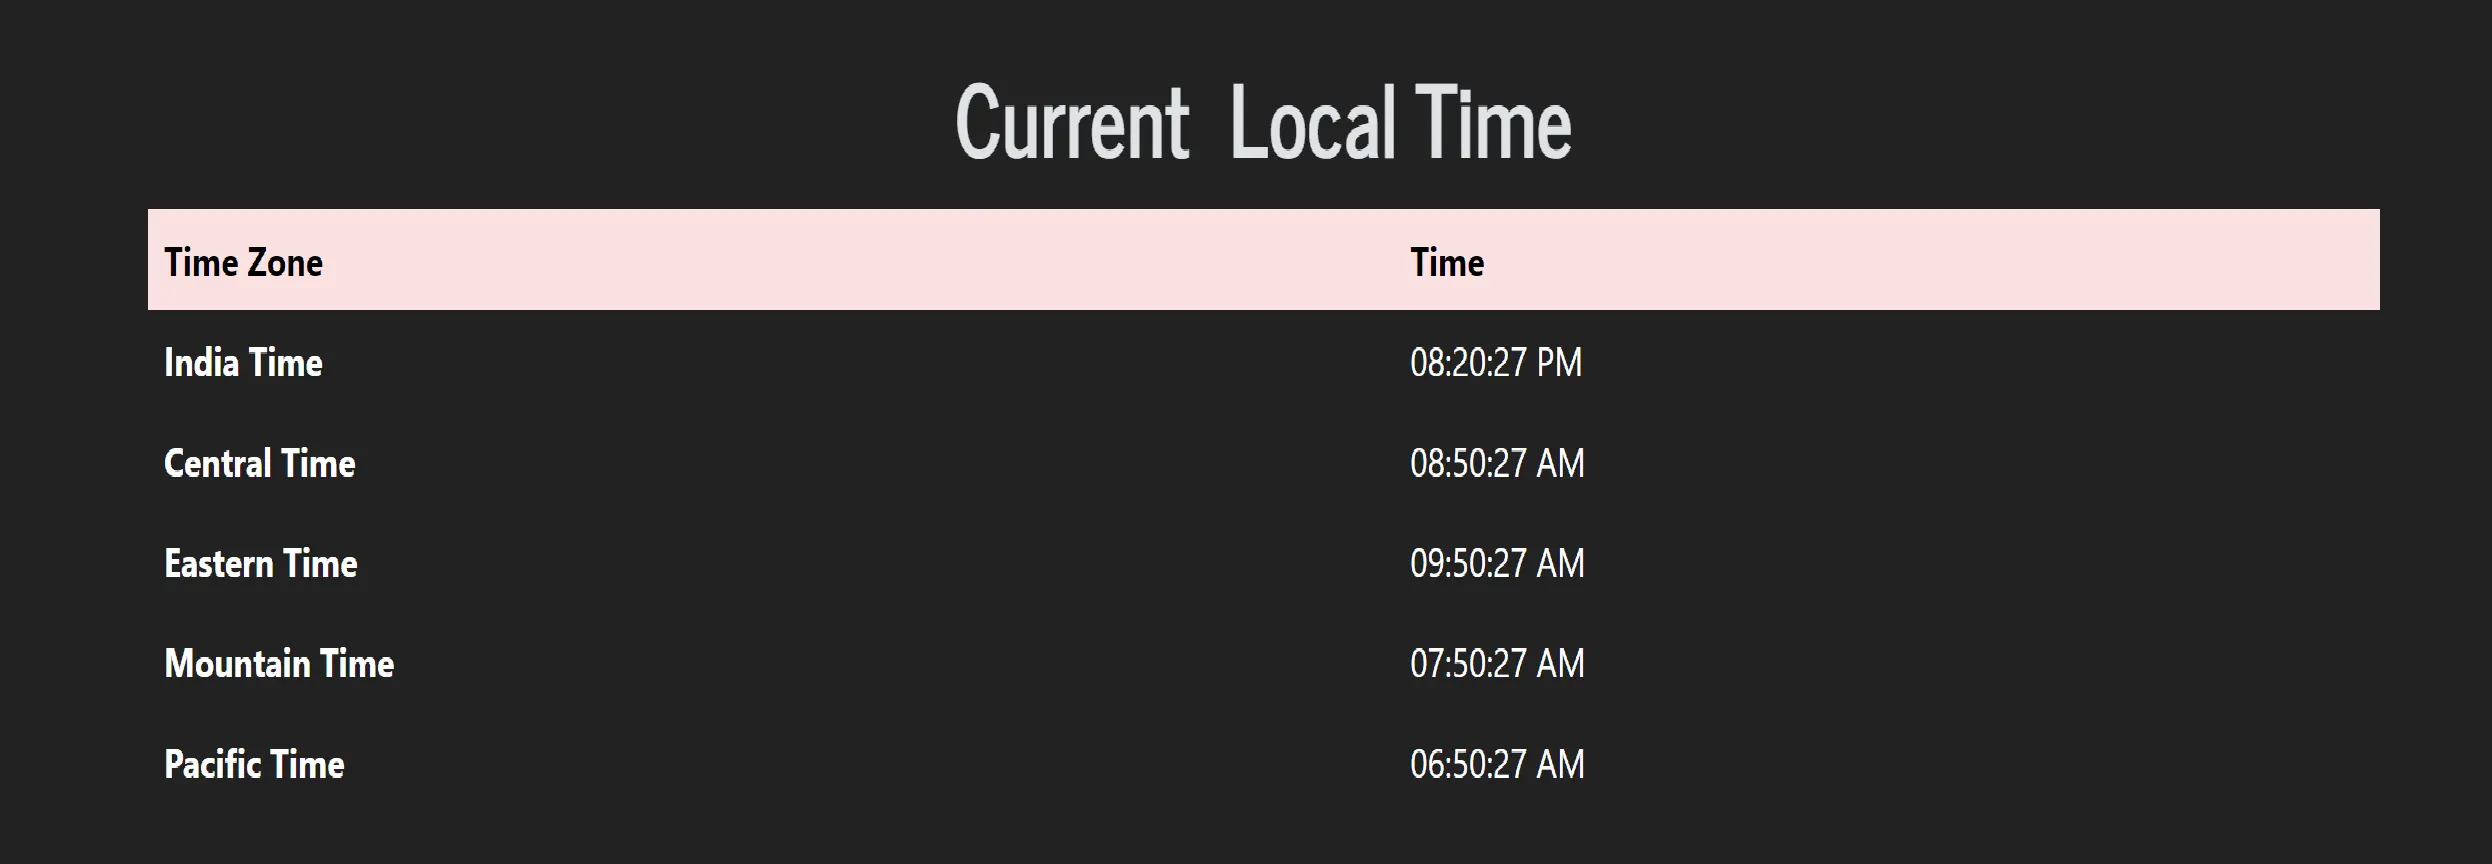 Current Local Time
Time Zone Time
India Time 08:20:27 PM
Central Time 08:50:27 AM
Eastern Time 09:50:27 AM
Mountain Time 07:50:27 AM
Pacific Time 06:50:27 AM